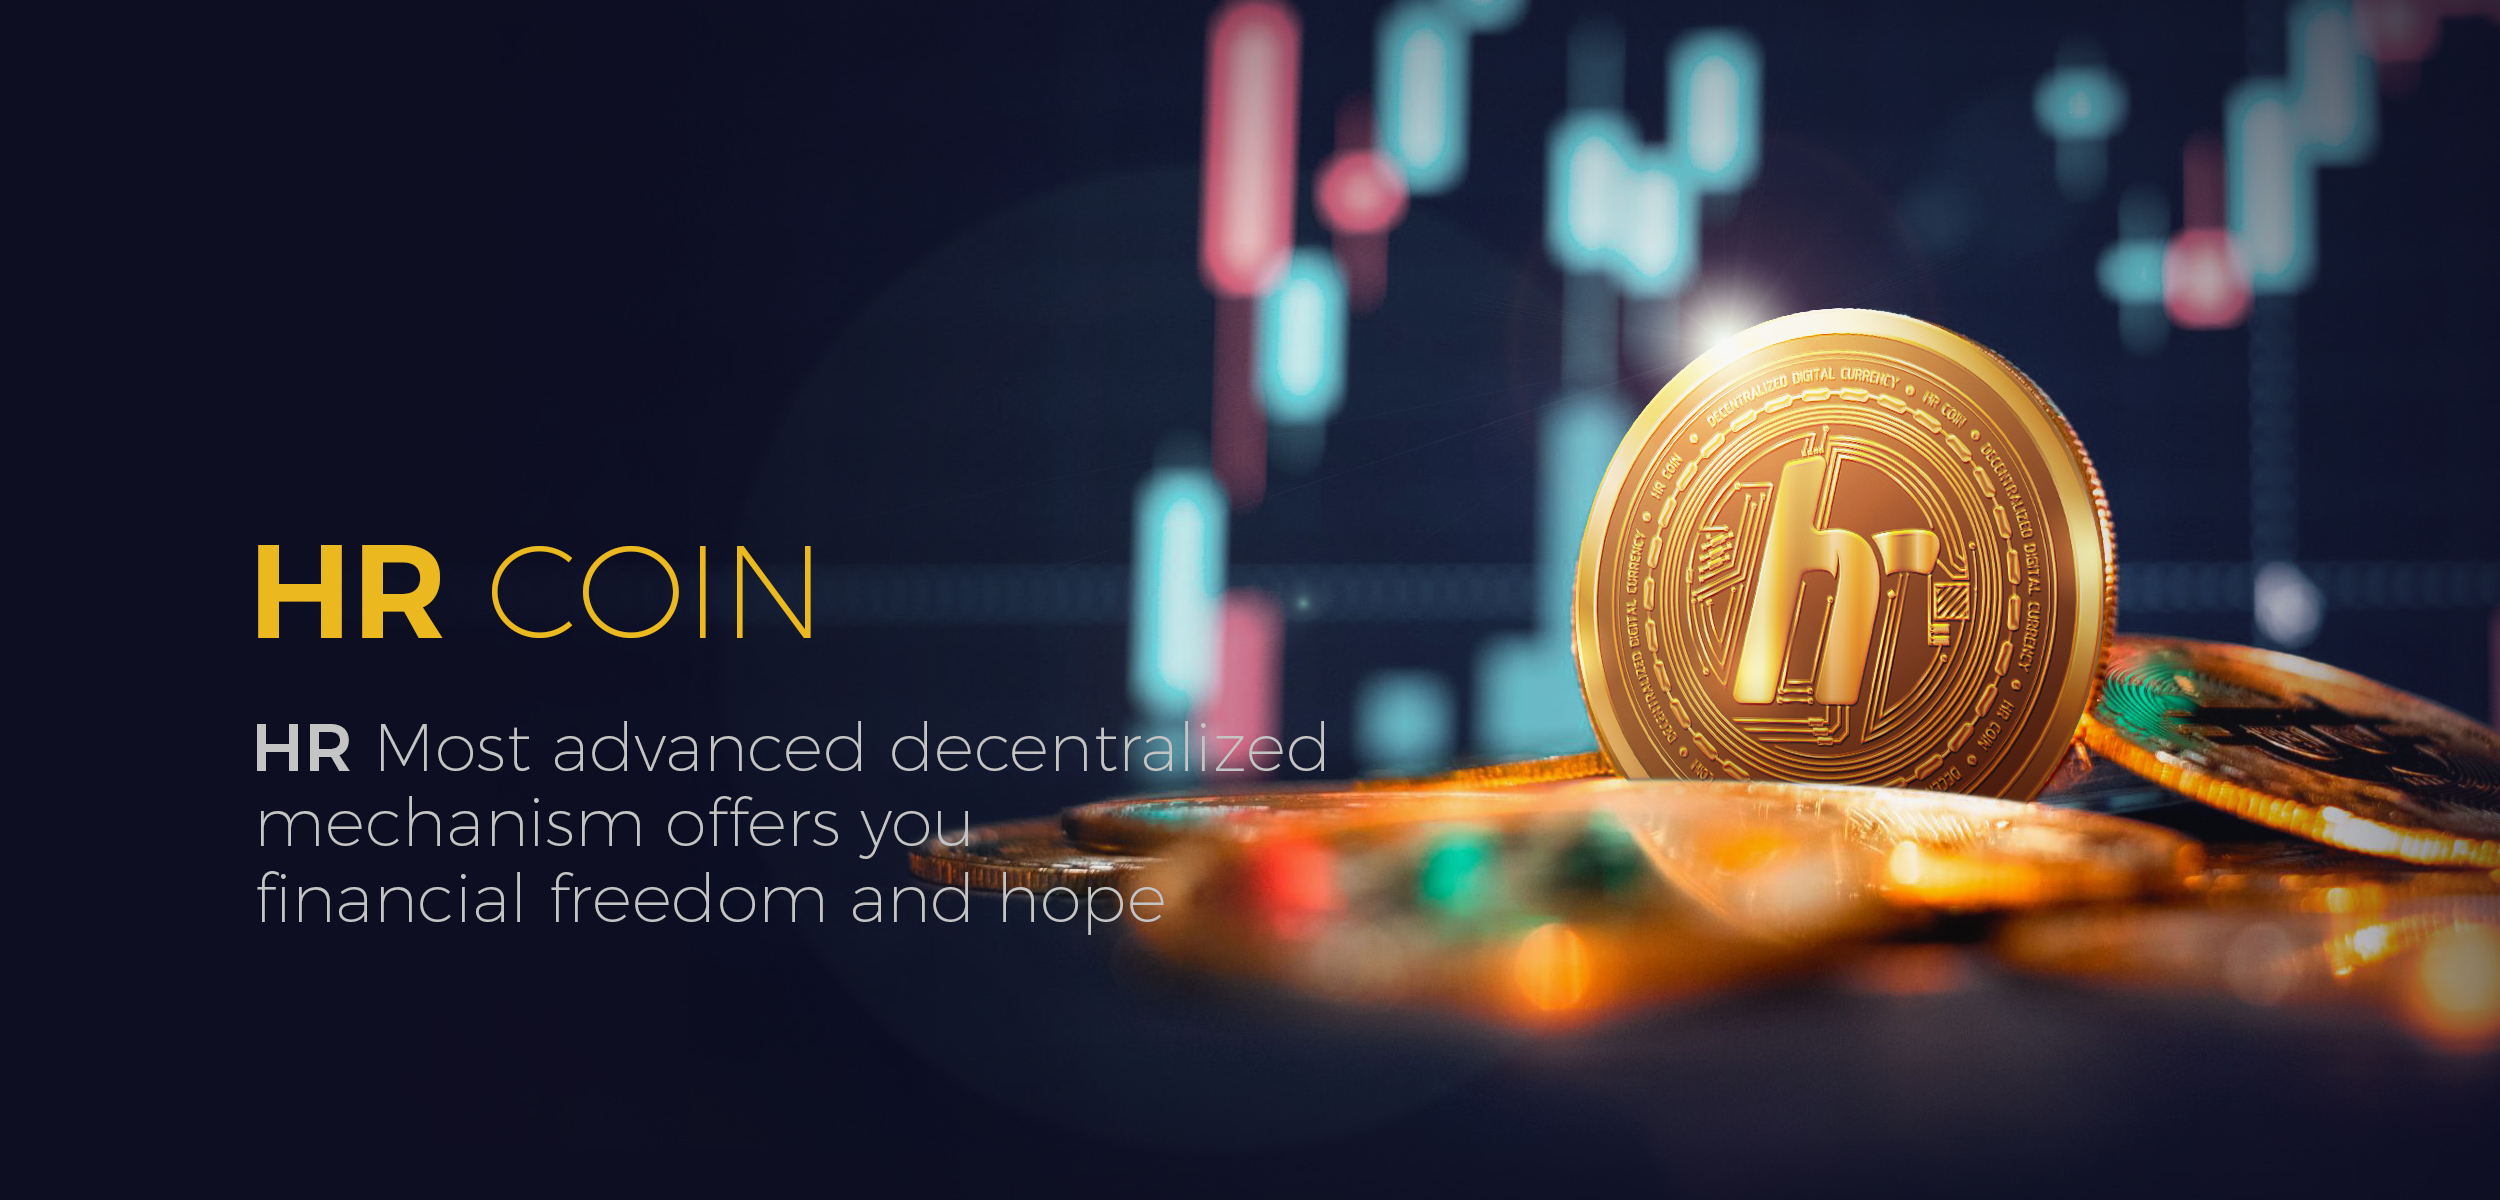 HR COIN
HR Most advanced decentralized
mechanism offers you
financial freedom and hope
DECENTRALIZED DIGITAL CURRENCY • HR COIN • DECENTRALIZED DIGITAL CURRENCY • HR COIN •
DECENTRALIZED DIGITAL CURRENCY • HR COIN •
hr